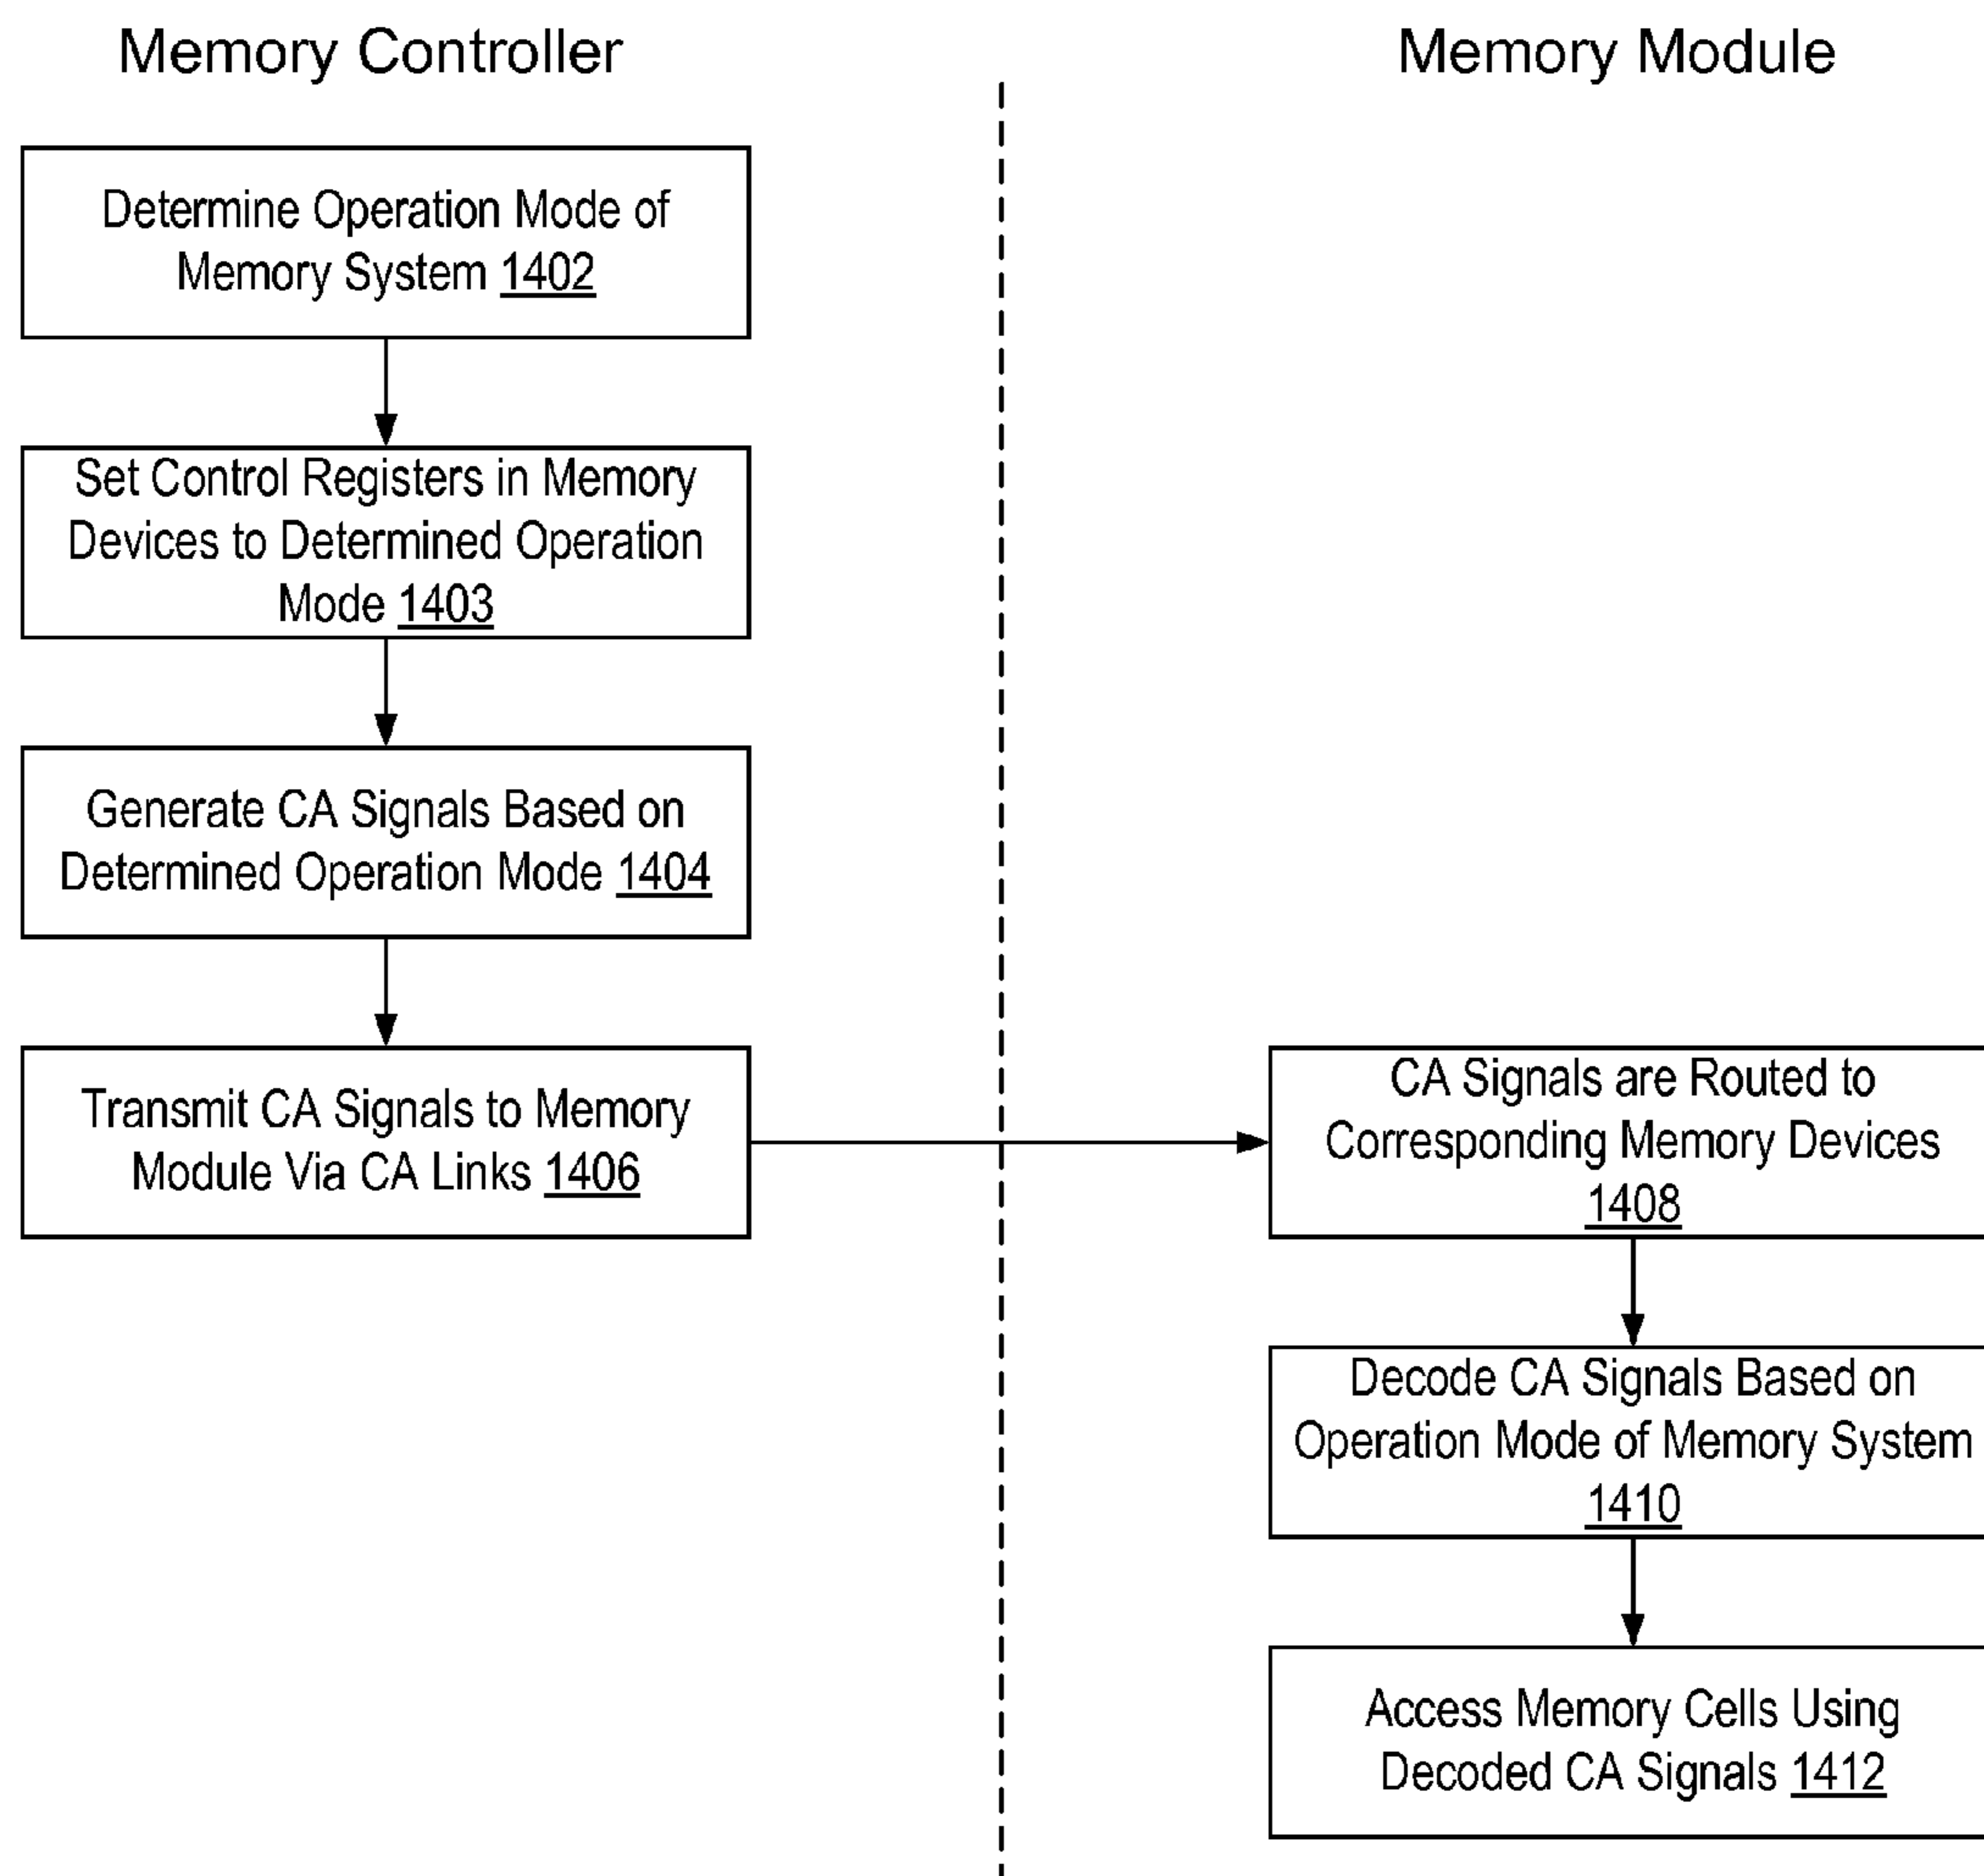 Memory Controller
Memory Module
Determine Operation Mode of
Memory System 1402
Set Control Registers in Memory
Devices to Determined Operation
Mode 1403
Generate CA Signals Based on
Determined Operation Mode 1404
Transmit CA Signals to Memory
Module Via CA Links 1406
CA Signals are Routed to
Corresponding Memory Devices
1408
Decode CA Signals Based on
Operation Mode of Memory System
1410
Access Memory Cells Using
Decoded CA Signals 1412